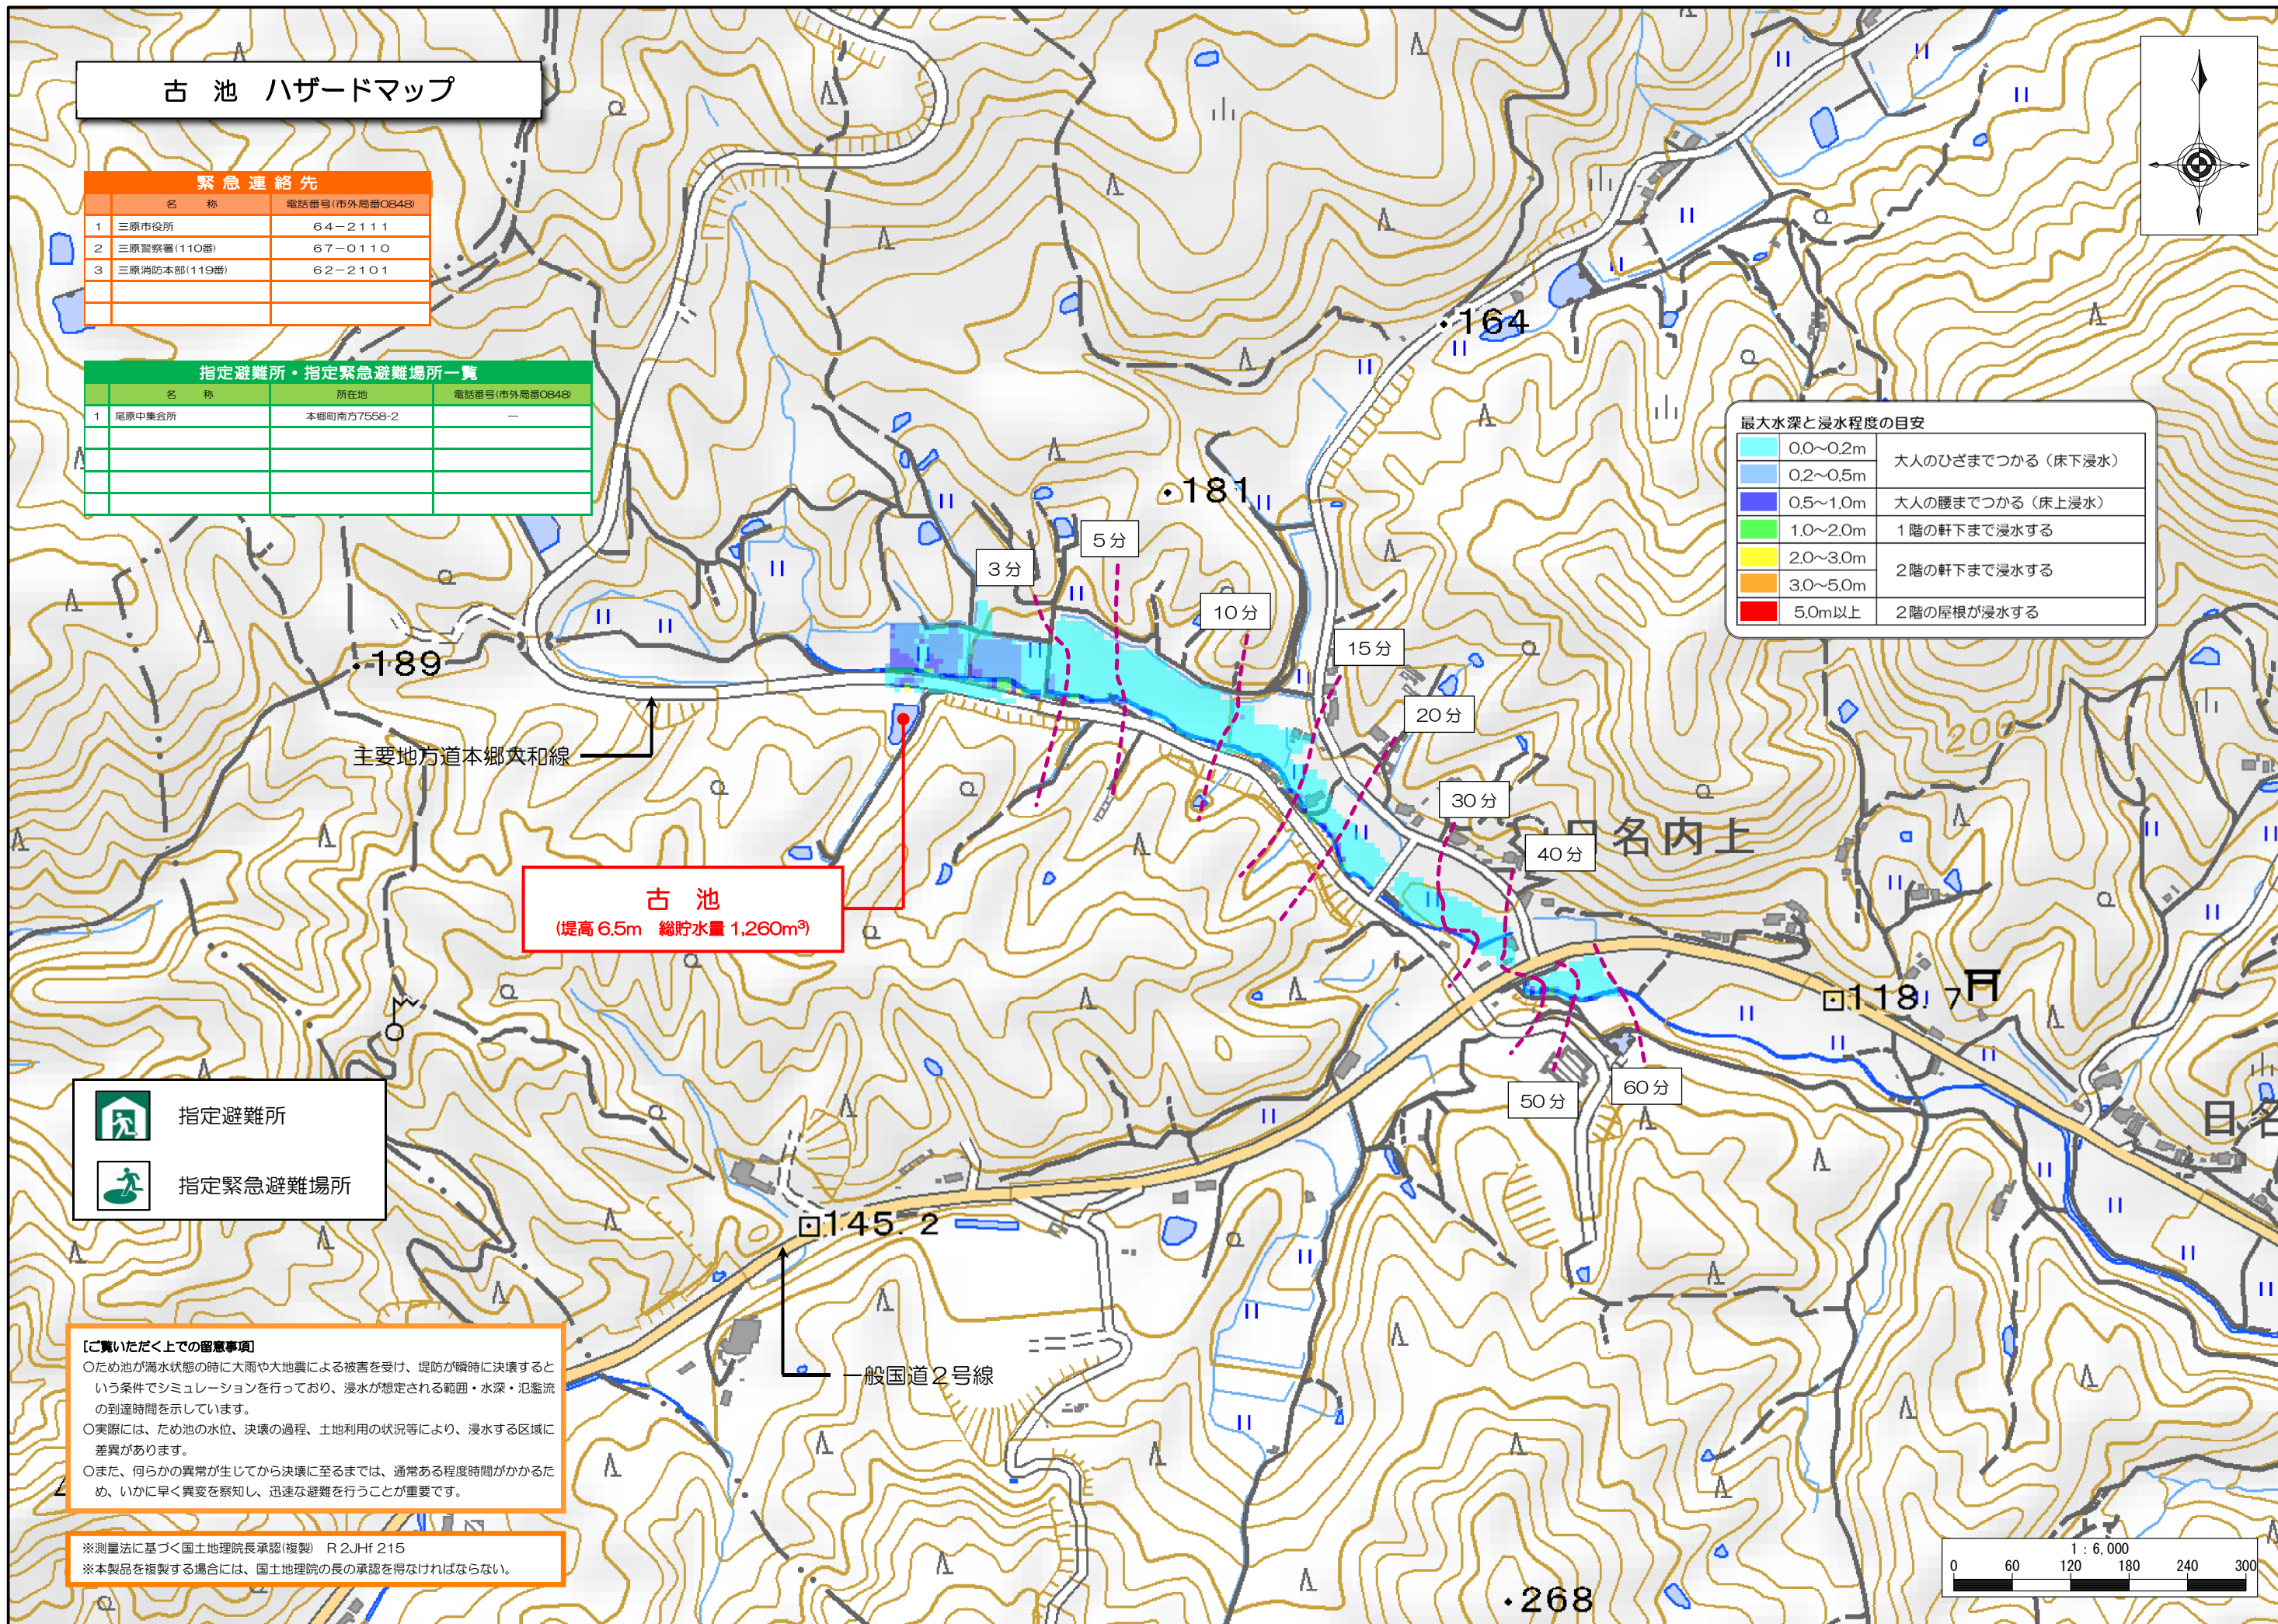 古 池 ハザードマップ
緊 急 連 絡 先
名 称 電話番号(市外局番0848)
1 三原市役所 64-2111
2 三原警察署(110番) 67-0110
3 三原消防本部(119番) 62-2101
指定避難所・指定緊急避難場所一覧
名 称 所在地 電話番号(市外局番0848)
1 尾原中集会所 本郷町南方7558-2 —
最大水深と浸水程度の目安
0.0~0.2m 大人のひざまでつかる(床下浸水)
0.2~0.5m
0.5~1.0m 大人の腰までつかる(床上浸水)
1.0~2.0m 1階の軒下まで浸水する
2.0~3.0m 2階の軒下まで浸水する
3.0~5.0m
5.0m以上 2階の屋根が浸水する
164
181
189
3分
5分
10分
15分
20分
30分
40分
50分
60分
主要地方道本郷大和線
200
名内上
古 池
(堤高 6.5m 総貯水量 1,260m³)
118.7
日名
145.2
一般国道2号線
268
指定避難所
指定緊急避難場所
[ご覧いただく上での留意事項]
○ため池が満水状態の時に大雨や大地震による被害を受け、堤防が瞬時に決壊すると
いう条件でシミュレーションを行っており、浸水が想定される範囲・水深・氾濫流
の到達時間を示しています。
○実際には、ため池の水位、決壊の過程、土地利用の状況等により、浸水する区域に
差異があります。
○また、何らかの異常が生じてから決壊に至るまでは、通常ある程度時間がかかるた
め、いかに早く異変を察知し、迅速な避難を行うことが重要です。
※測量法に基づく国土地理院長承認(複製) R 2JHf 215
※本製品を複製する場合には、国土地理院の長の承認を得なければならない。
1:6,000
0 60 120 180 240 300